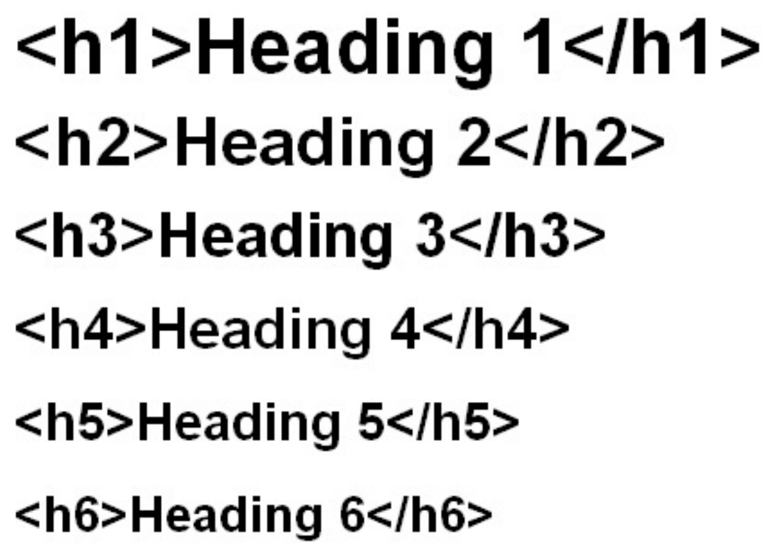 <h1>Heading 1</h1>
<h2>Heading 2</h2>
<h3>Heading 3</h3>
<h4>Heading 4</h4>
<h5>Heading 5</h5>
<h6>Heading 6</h6>